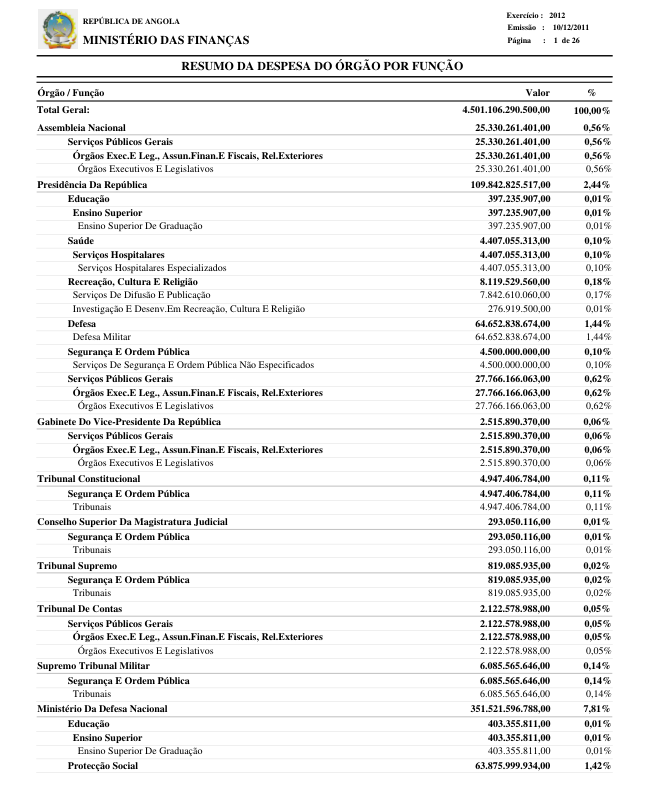 REPÚBLICA DE ANGOLA
MINISTÉRIO DAS FINANÇAS
Exercício : 2012
Emissão : 10/12/2011
Página : 1 de 26
RESUMO DA DESPESA DO ÓRGÃO POR FUNÇÃO
Órgão / Função Valor %
Total Geral: 4.501.106.290.500,00 100,00%
Assembleia Nacional 25.330.261.401,00 0,56%
Serviços Públicos Gerais 25.330.261.401,00 0,56%
Órgãos Exec.E Leg., Assun.Finan.E Fiscais, Rel.Exteriores 25.330.261.401,00 0,56%
Órgãos Executivos E Legislativos 25.330.261.401,00 0,56%
Presidência Da República 109.842.825.517,00 2,44%
Educação 397.235.907,00 0,01%
Ensino Superior 397.235.907,00 0,01%
Ensino Superior De Graduação 397.235.907,00 0,01%
Saúde 4.407.055.313,00 0,10%
Serviços Hospitalares 4.407.055.313,00 0,10%
Serviços Hospitalares Especializados 4.407.055.313,00 0,10%
Recreação, Cultura E Religião 8.119.529.560,00 0,18%
Serviços De Difusão E Publicação 7.842.610.060,00 0,17%
Investigação E Desenv.Em Recreação, Cultura E Religião 276.919.500,00 0,01%
Defesa 64.652.838.674,00 1,44%
Defesa Militar 64.652.838.674,00 1,44%
Segurança E Ordem Pública 4.500.000.000,00 0,10%
Serviços De Segurança E Ordem Pública Não Especificados 4.500.000.000,00 0,10%
Serviços Públicos Gerais 27.766.166.063,00 0,62%
Órgãos Exec.E Leg., Assun.Finan.E Fiscais, Rel.Exteriores 27.766.166.063,00 0,62%
Órgãos Executivos E Legislativos 27.766.166.063,00 0,62%
Gabinete Do Vice-Presidente Da República 2.515.890.370,00 0,06%
Serviços Públicos Gerais 2.515.890.370,00 0,06%
Órgãos Exec.E Leg., Assun.Finan.E Fiscais, Rel.Exteriores 2.515.890.370,00 0,06%
Órgãos Executivos E Legislativos 2.515.890.370,00 0,06%
Tribunal Constitucional 4.947.406.784,00 0,11%
Segurança E Ordem Pública 4.947.406.784,00 0,11%
Tribunais 4.947.406.784,00 0,11%
Conselho Superior Da Magistratura Judicial 293.050.116,00 0,01%
Segurança E Ordem Pública 293.050.116,00 0,01%
Tribunais 293.050.116,00 0,01%
Tribunal Supremo 819.085.935,00 0,02%
Segurança E Ordem Pública 819.085.935,00 0,02%
Tribunais 819.085.935,00 0,02%
Tribunal De Contas 2.122.578.988,00 0,05%
Serviços Públicos Gerais 2.122.578.988,00 0,05%
Órgãos Exec.E Leg., Assun.Finan.E Fiscais, Rel.Exteriores 2.122.578.988,00 0,05%
Órgãos Executivos E Legislativos 2.122.578.988,00 0,05%
Supremo Tribunal Militar 6.085.565.646,00 0,14%
Segurança E Ordem Pública 6.085.565.646,00 0,14%
Tribunais 6.085.565.646,00 0,14%
Ministério Da Defesa Nacional 351.521.596.788,00 7,81%
Educação 403.355.811,00 0,01%
Ensino Superior 403.355.811,00 0,01%
Ensino Superior De Graduação 403.355.811,00 0,01%
Protecção Social 63.875.999.934,00 1,42%